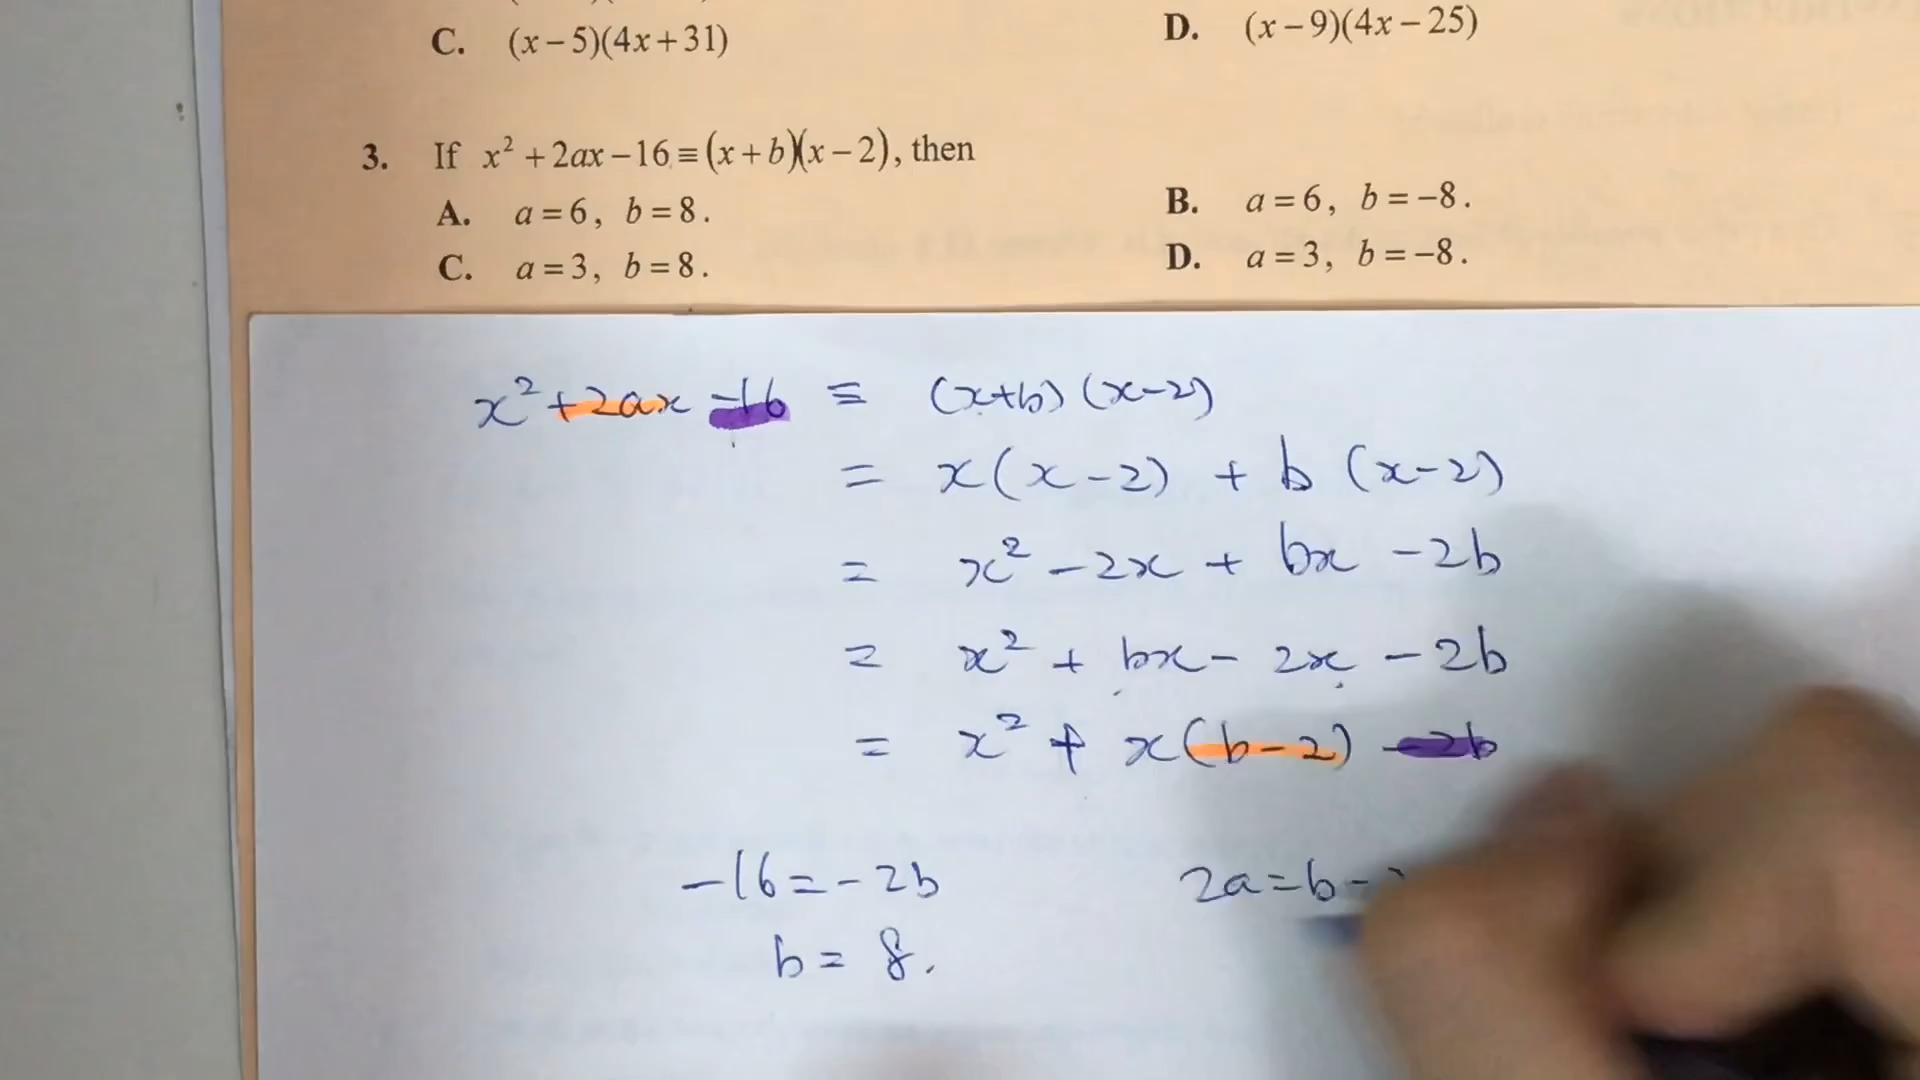 C. (x−5)(4x+31)
D. (x−9)(4x−25)
3. If x² + 2ax − 16 ≡ (x+b)(x−2), then
A. a = 6, b = 8.
B. a = 6, b = −8.
C. a = 3, b = 8.
D. a = 3, b = −8.
x² + 2ax − 16 ≡ (x+b)(x−2)
= x(x−2) + b(x−2)
= x² − 2x + bx − 2b
= x² + bx − 2x − 2b
= x² + x(b−2) − 2b
−16 = −2b
2a = b −
b = 8.